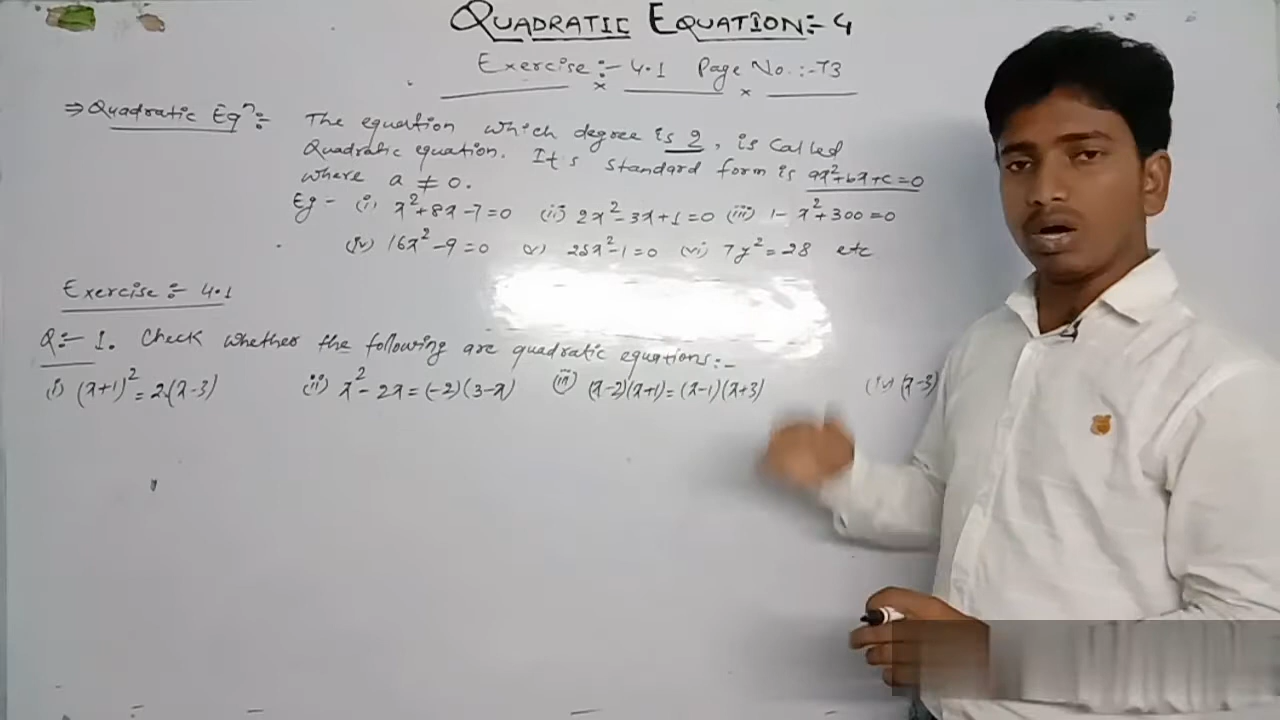 QUADRATIC EQUATION:- 4
Exercise:- 4.1 Page No.:- 73
⇒ Quadratic Eqⁿ:- The equation which degree is 2, is called
Quadratic equation. It's standard form is ax²+bx+c=0
where a ≠ 0.
Eg - (i) x²+8x-7=0 (ii) 2x²-3x+1=0 (iii) 1-x²+300=0
(iv) 16x²-9=0 (v) 25x²-1=0 (vi) 7y²=28 etc
Exercise:- 4.1
Q:- 1. Check whether the following are quadratic equations:-
(i) (x+1)²=2(x-3) (ii) x²-2x=(-2)(3-x) (iii) (x-2)(x+1)=(x-1)(x+3) (iv) (x-3)